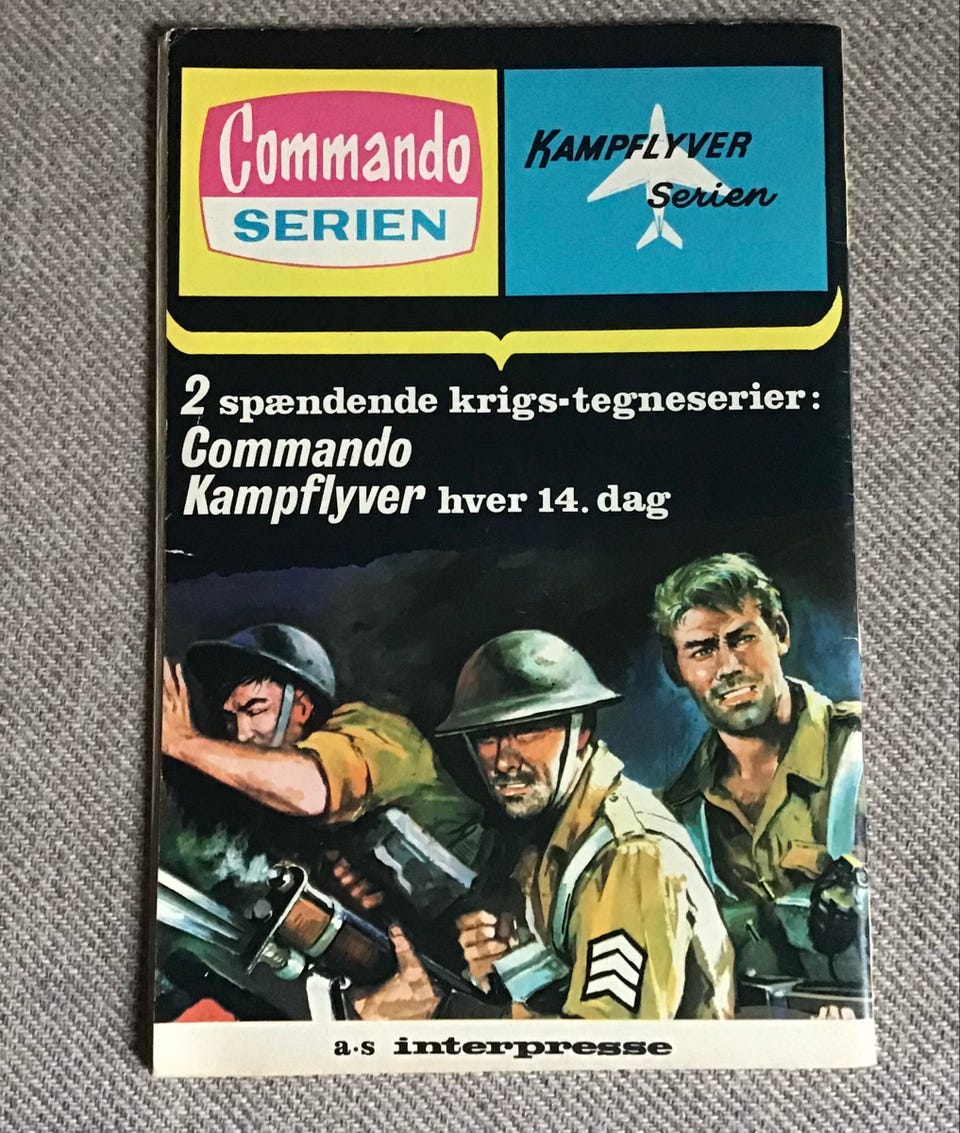 Commando
SERIEN
KAMPFLYVER
Serien
2 spændende krigs-tegneserier:
Commando
Kampflyver hver 14. dag
a·s interpresse